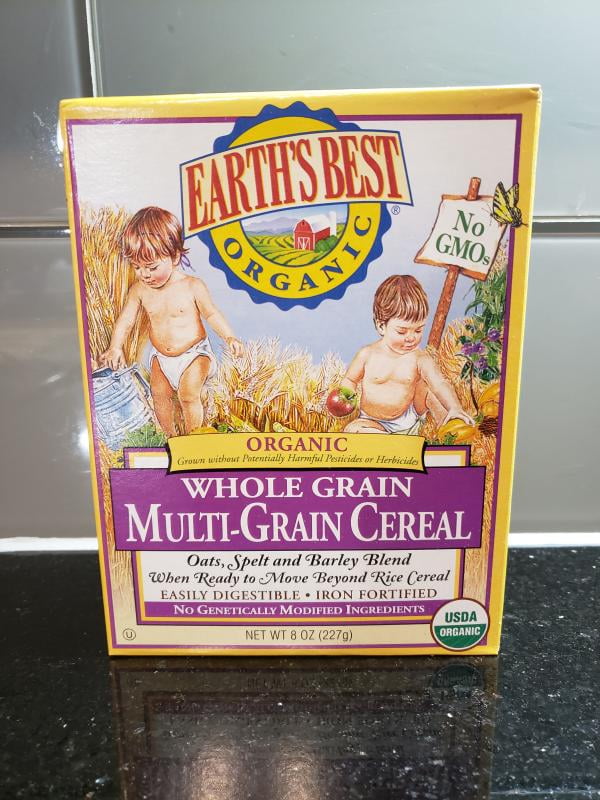 EARTH'S BEST
®
ORGANIC
No
GMOs
ORGANIC
Grown without Potentially Harmful Pesticides or Herbicides
WHOLE GRAIN
MULTI-GRAIN CEREAL
Oats, Spelt and Barley Blend
When Ready to Move Beyond Rice Cereal
EASILY DIGESTIBLE • IRON FORTIFIED
NO GENETICALLY MODIFIED INGREDIENTS
USDA
ORGANIC
U
NET WT 8 OZ (227g)